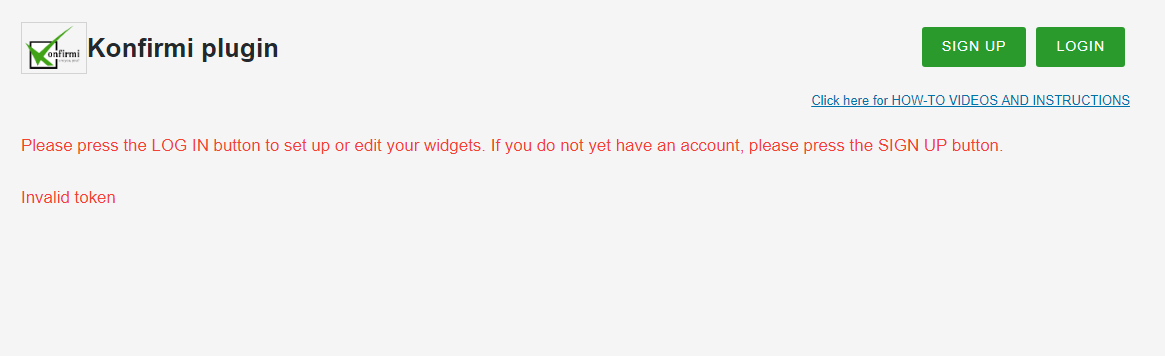 onfirmi
Konfirmi plugin
SIGN UP
LOGIN
Click here for HOW-TO VIDEOS AND INSTRUCTIONS
Please press the LOG IN button to set up or edit your widgets. If you do not yet have an account, please press the SIGN UP button.
Invalid token